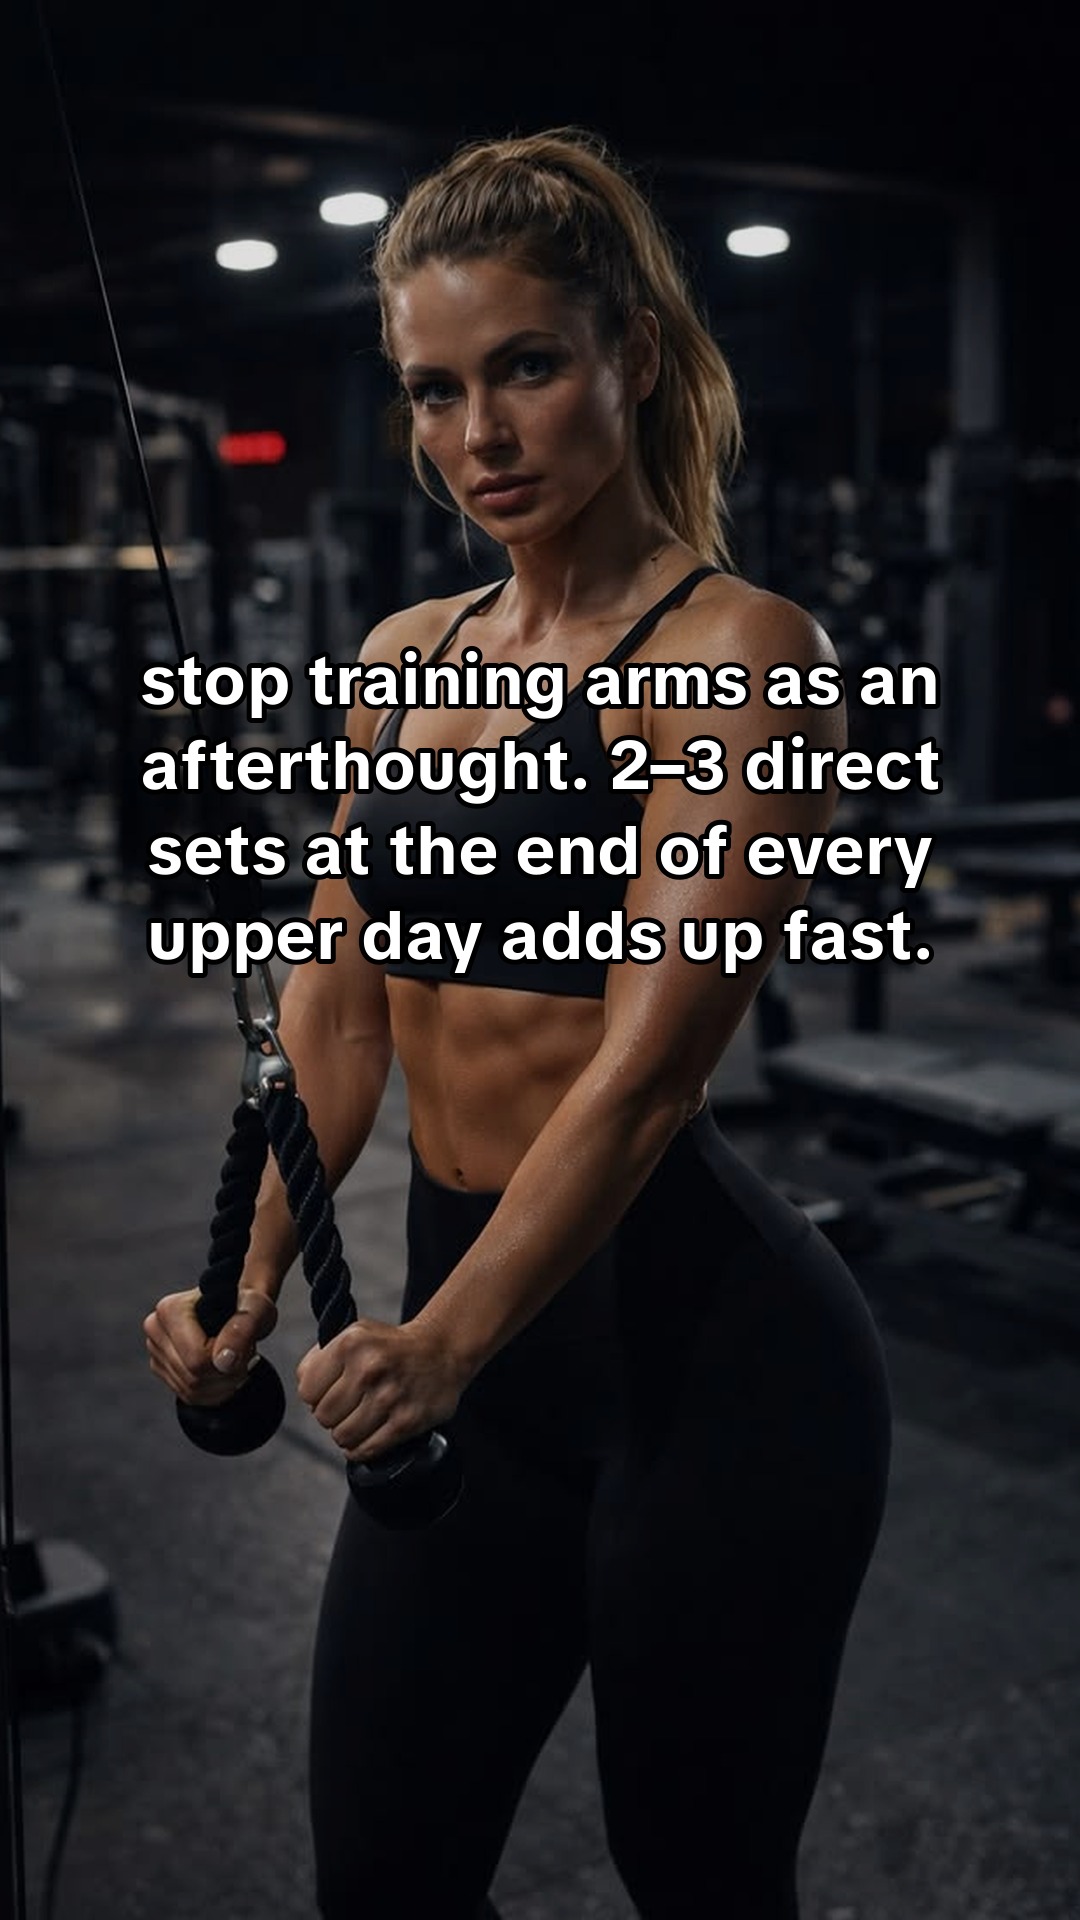 stop training arms as an
afterthought. 2–3 direct
sets at the end of every
upper day adds up fast.